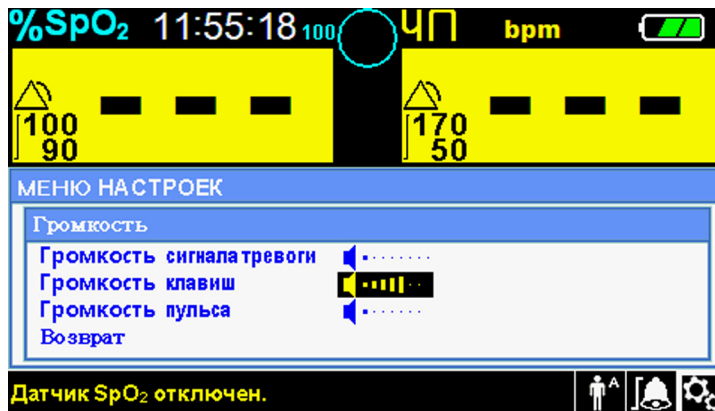 %SpO₂ 11:55:18 100 ЧП bpm
--- ---
100 170
90 50
МЕНЮ НАСТРОЕК
Громкость
Громкость сигнала тревоги
Громкость клавиш
Громкость пульса
Возврат
Датчик SpO₂ отключен. A